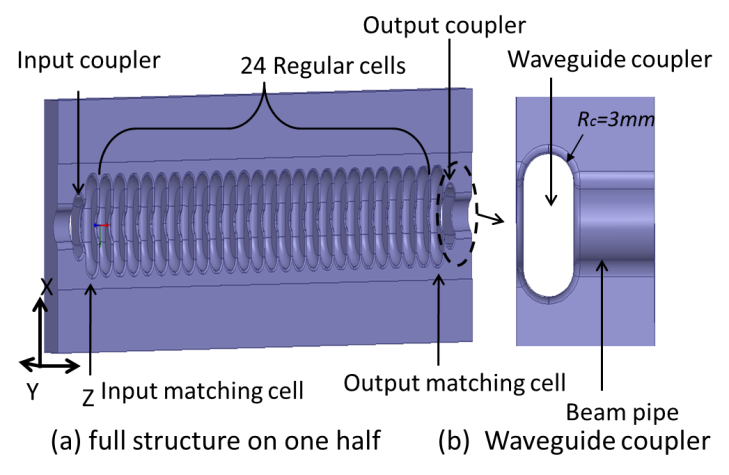 Output coupler
Input coupler
24 Regular cells
Waveguide coupler
Rc=3mm
X
Y
Z
Input matching cell
Output matching cell
Beam pipe
(a) full structure on one half
(b) Waveguide coupler